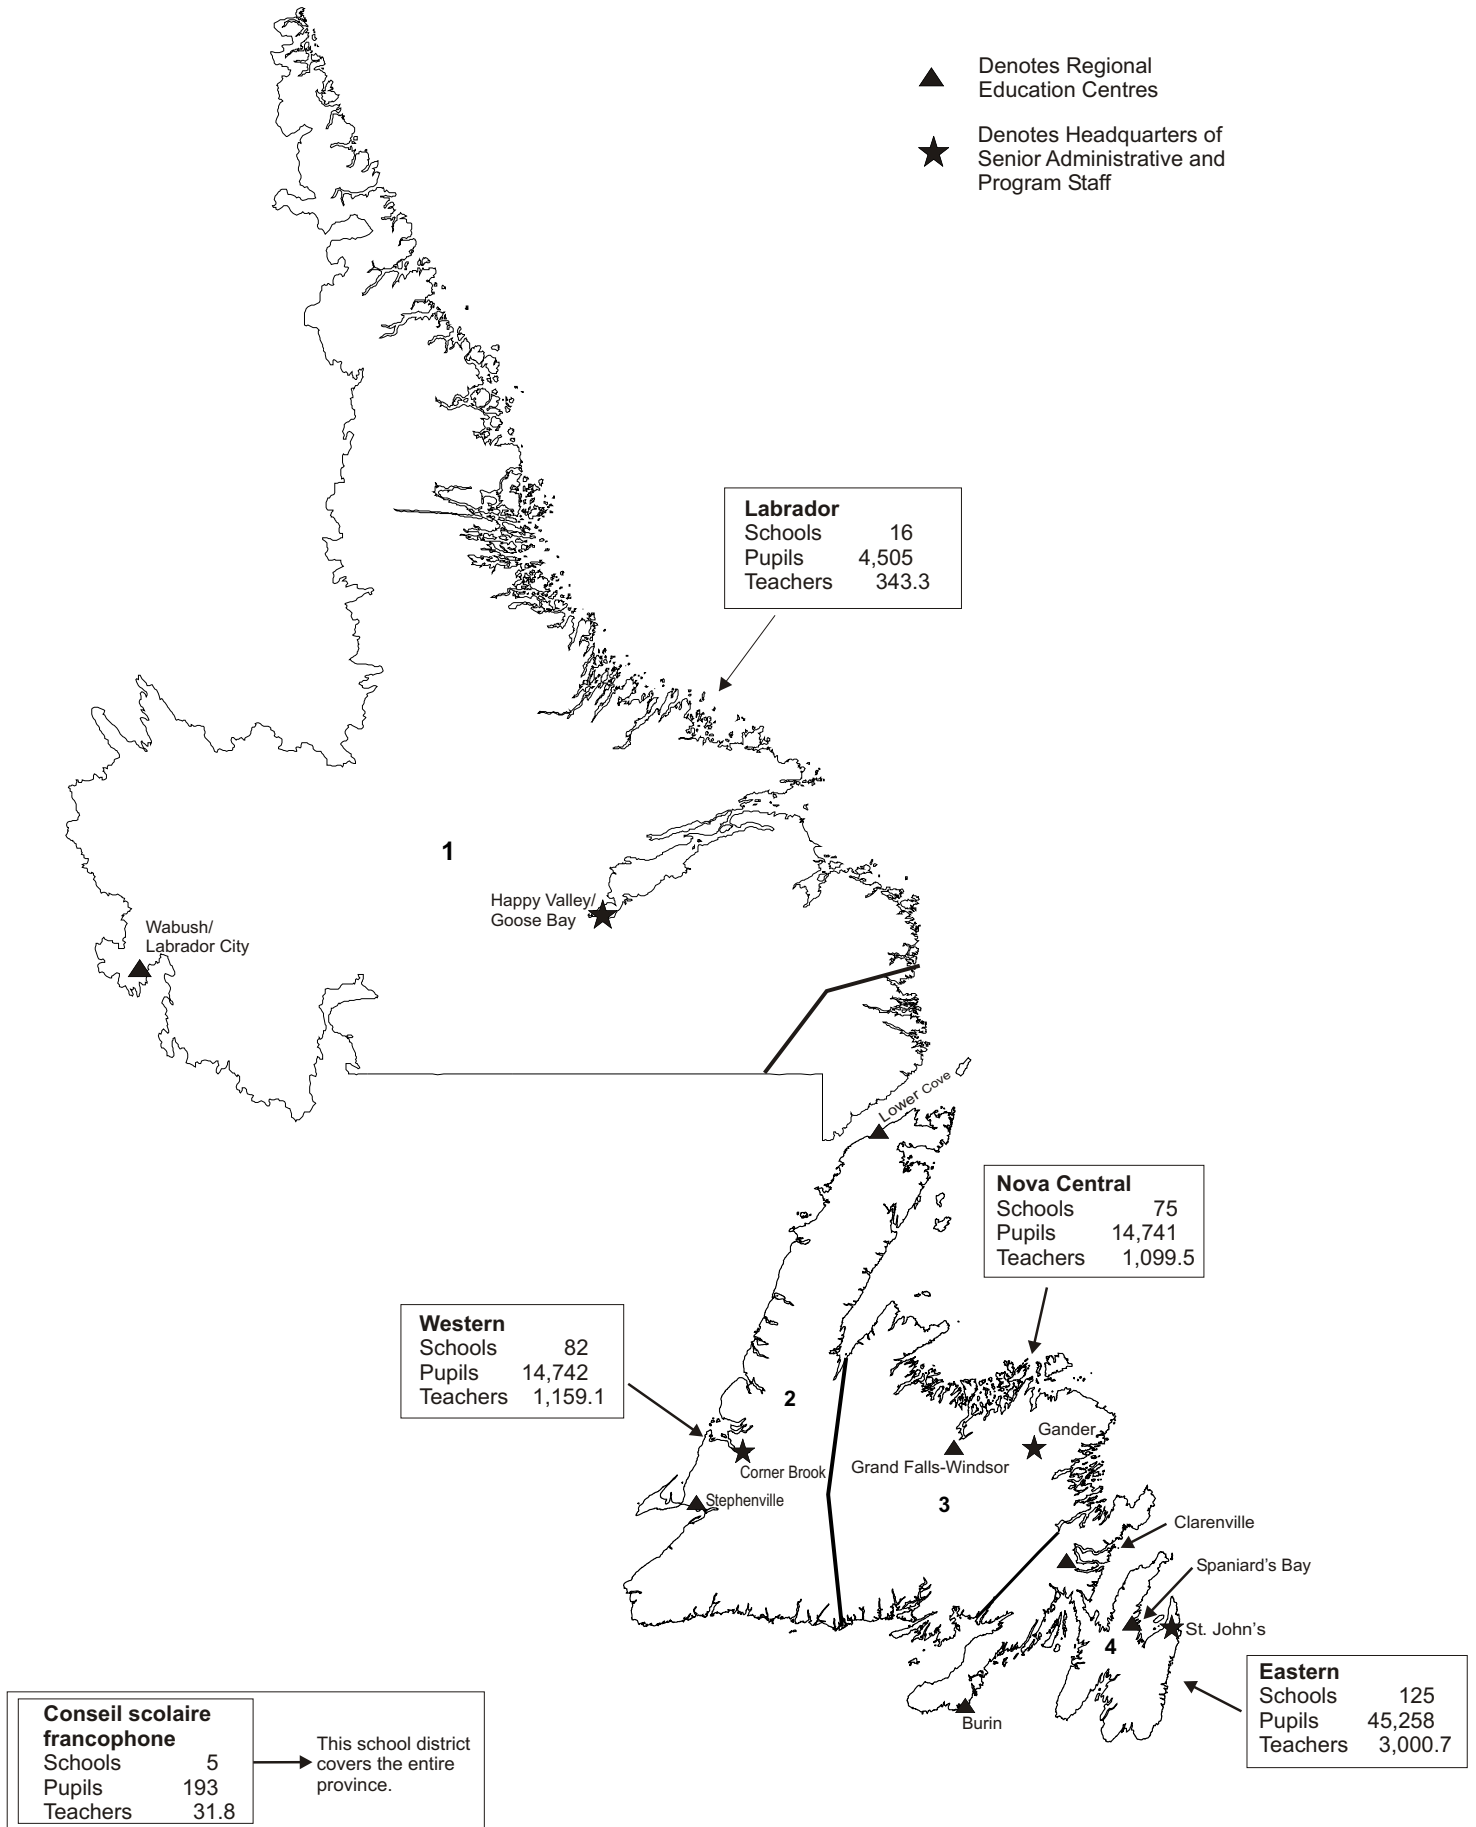 Denotes Regional
Education Centres
Denotes Headquarters of
Senior Administrative and
Program Staff
Labrador
Schools 16
Pupils 4,505
Teachers 343.3
1
Happy Valley/
Goose Bay
Wabush/
Labrador City
Lower Cove
Nova Central
Schools 75
Pupils 14,741
Teachers 1,099.5
Western
Schools 82
Pupils 14,742
Teachers 1,159.1
2
Gander
Corner Brook
Grand Falls-Windsor
Stephenville
3
Clarenville
Spaniard's Bay
St. John's
4
Eastern
Schools 125
Pupils 45,258
Teachers 3,000.7
Burin
Conseil scolaire
francophone
Schools 5
Pupils 193
Teachers 31.8
This school district
covers the entire
province.